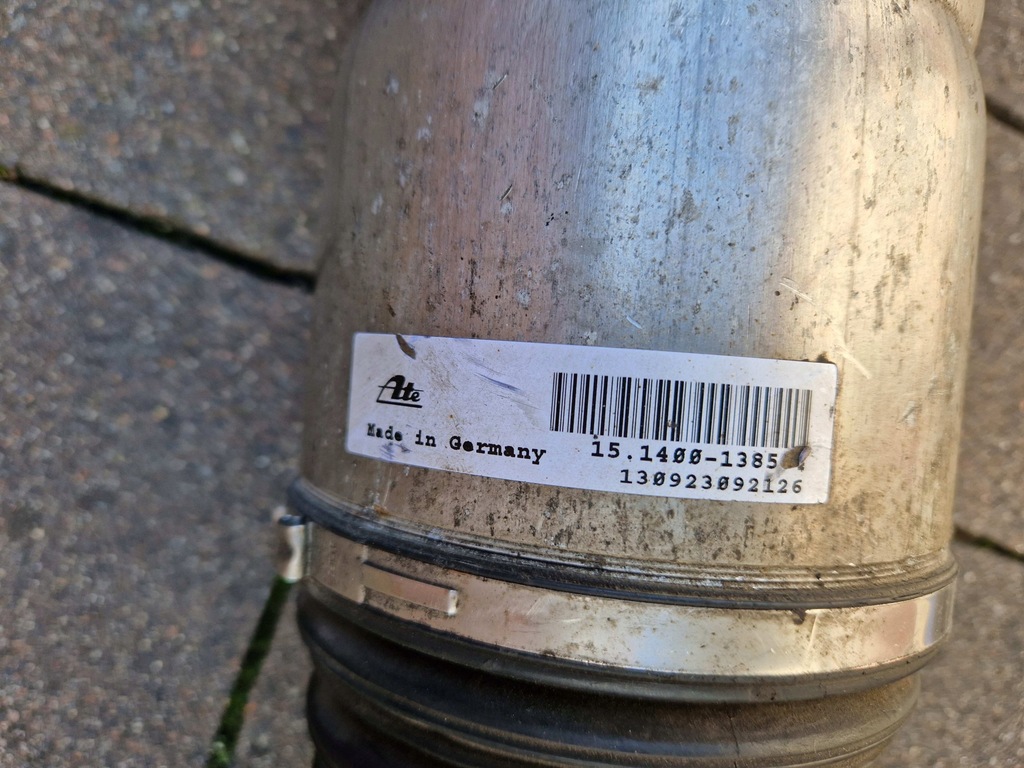 Ate
Made in Germany
15.1400-1385
130923092126